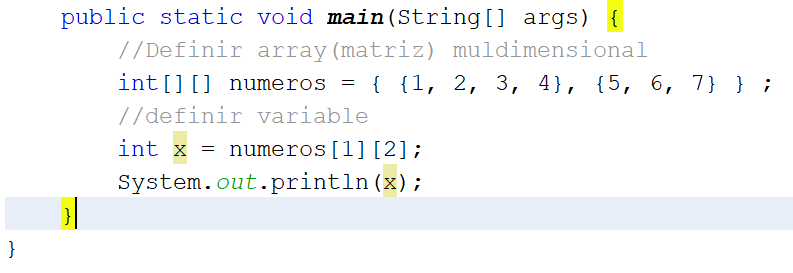 public static void main(String[] args) {
//Definir array(matriz) muldimensional
int[][] numeros = { {1, 2, 3, 4}, {5, 6, 7} } ;
//definir variable
int x = numeros[1][2];
System.out.println(x);
}
}